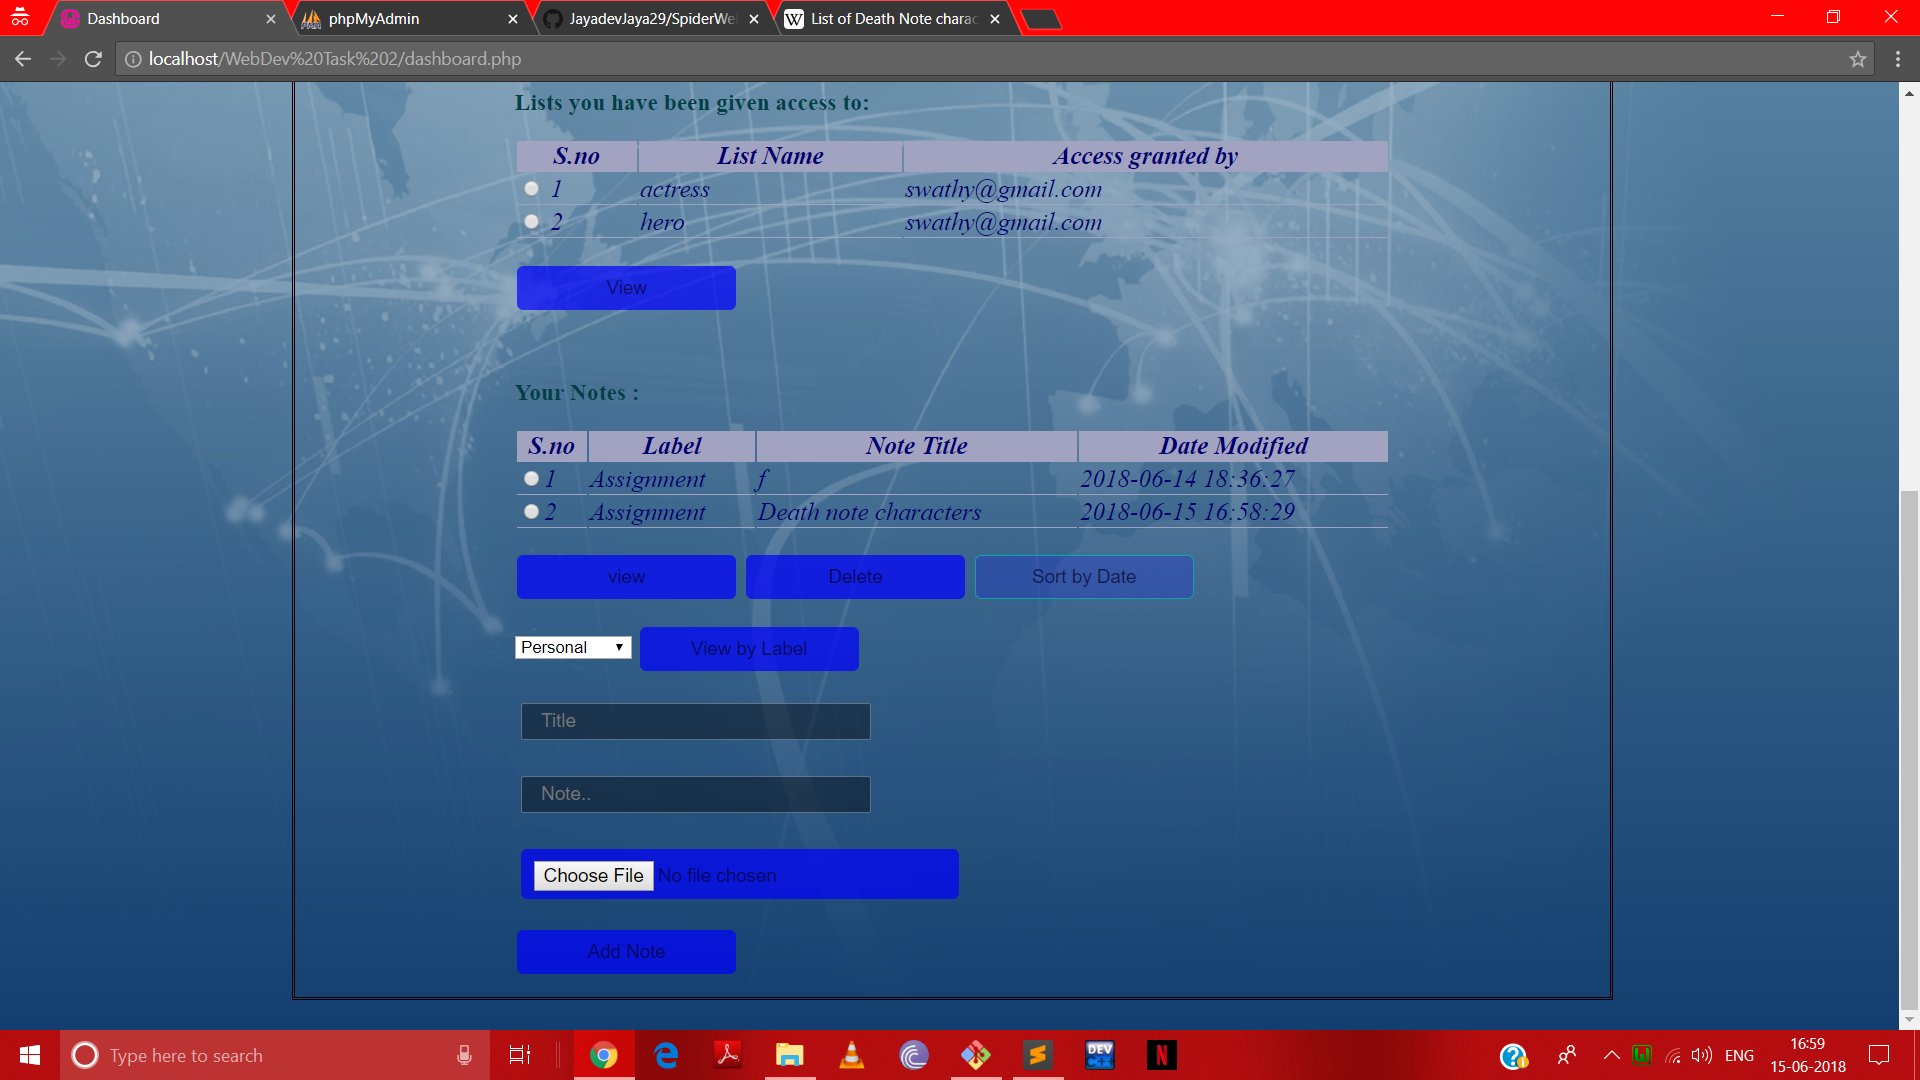 Dashboard
phpMyAdmin
JayadevJaya29/SpiderWe
List of Death Note charac
localhost/WebDev%20Task%202/dashboard.php
Lists you have been given access to:
S.no List Name Access granted by
1 actress swathy@gmail.com
2 hero swathy@gmail.com
View
Your Notes :
S.no Label Note Title Date Modified
1 Assignment f 2018-06-14 18:36:27
2 Assignment Death note characters 2018-06-15 16:58:29
view Delete Sort by Date
Personal View by Label
Title
Note..
Choose File No file chosen
Add Note
Type here to search
DEV C++
N
ENG
16:59
15-06-2018